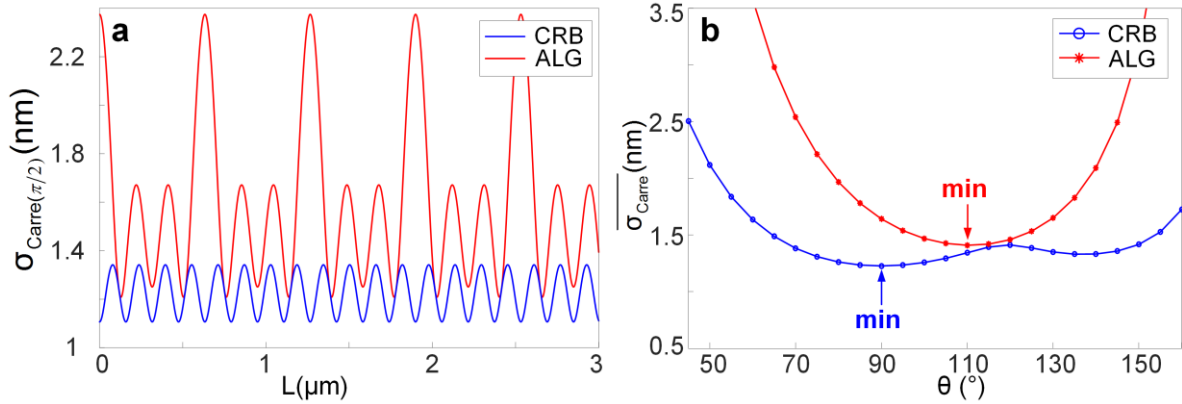 a
CRB
ALG
2.2
1.8
1.4
1
σCarre(π/2) (nm)
0
1
2
3
L(μm)
b
CRB
ALG
3.5
2.5
1.5
0.5
σCarre (nm)
min
min
50
70
90
110
130
150
θ (°)